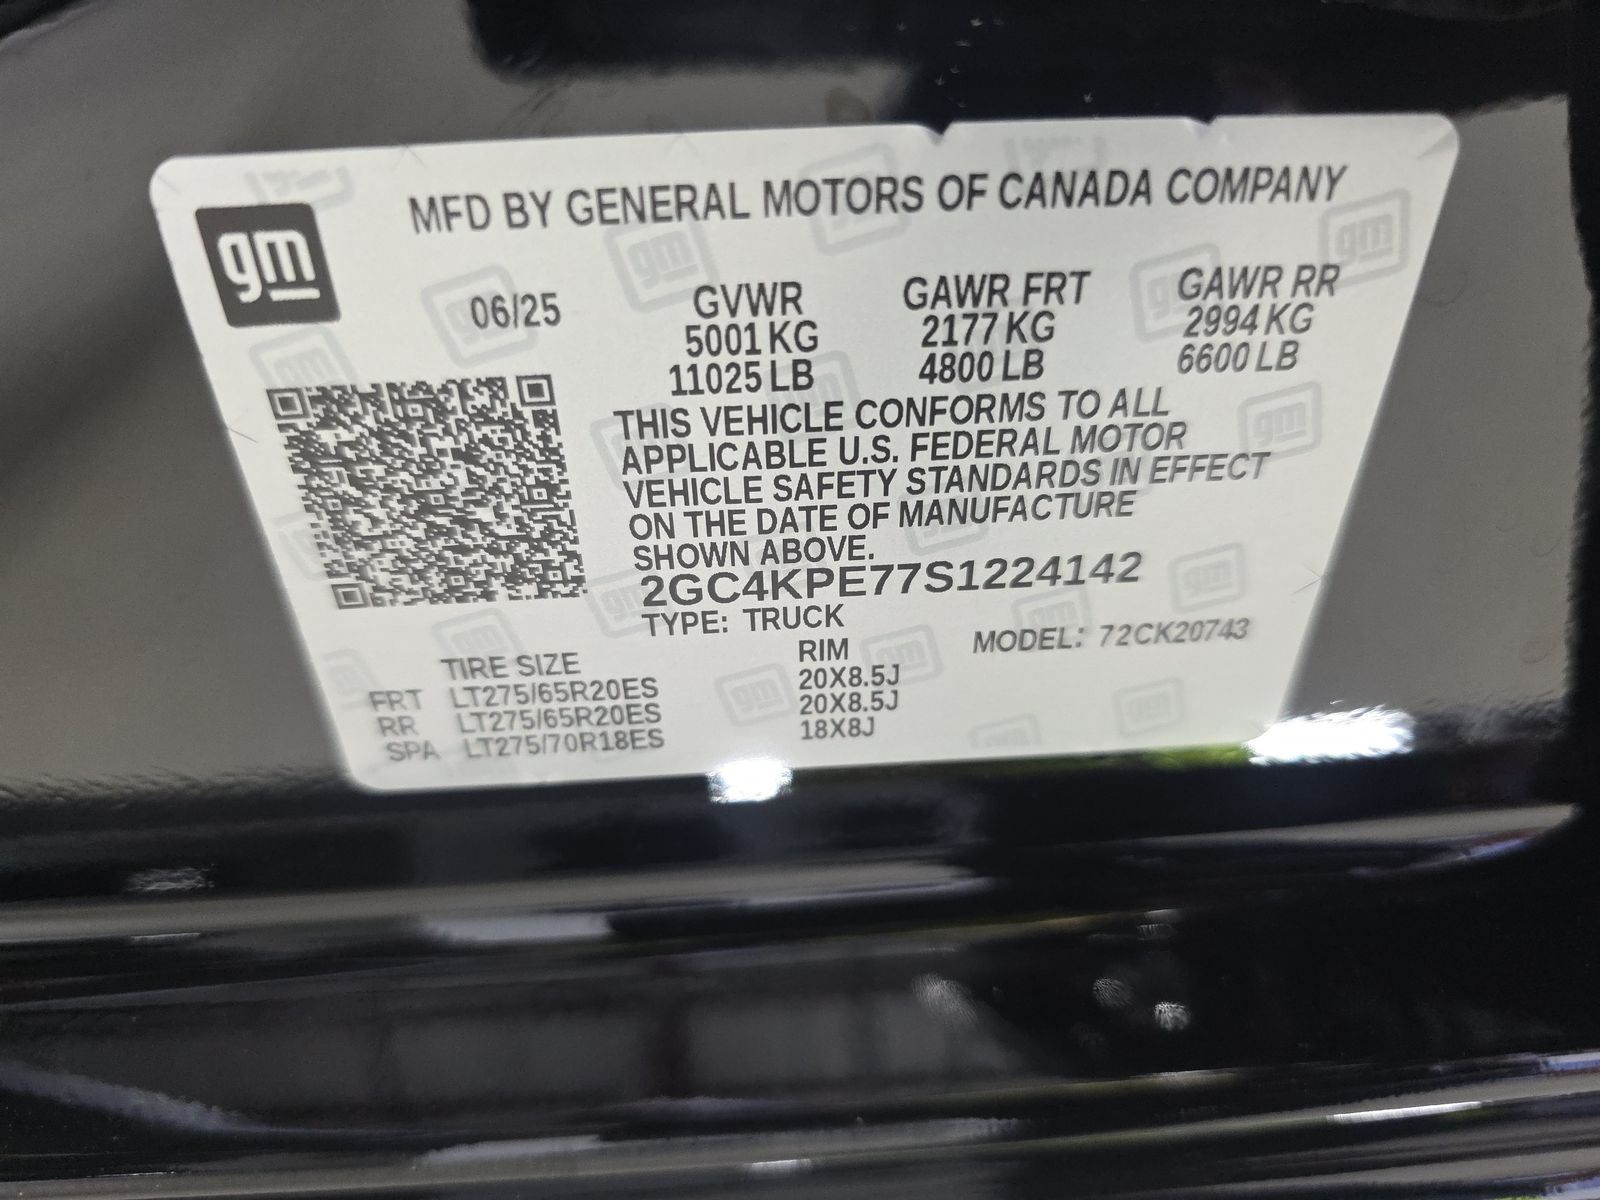 MFD BY GENERAL MOTORS OF CANADA COMPANY
gm
06/25
GVWR GAWR FRT GAWR RR
5001 KG 2177 KG 2994 KG
11025 LB 4800 LB 6600 LB
THIS VEHICLE CONFORMS TO ALL
APPLICABLE U.S. FEDERAL MOTOR
VEHICLE SAFETY STANDARDS IN EFFECT
ON THE DATE OF MANUFACTURE
SHOWN ABOVE.
2GC4KPE77S1224142
TYPE: TRUCK MODEL: 72CK20743
TIRE SIZE RIM
FRT LT275/65R20ES 20X8.5J
RR LT275/65R20ES 20X8.5J
SPA LT275/70R18ES 18X8J